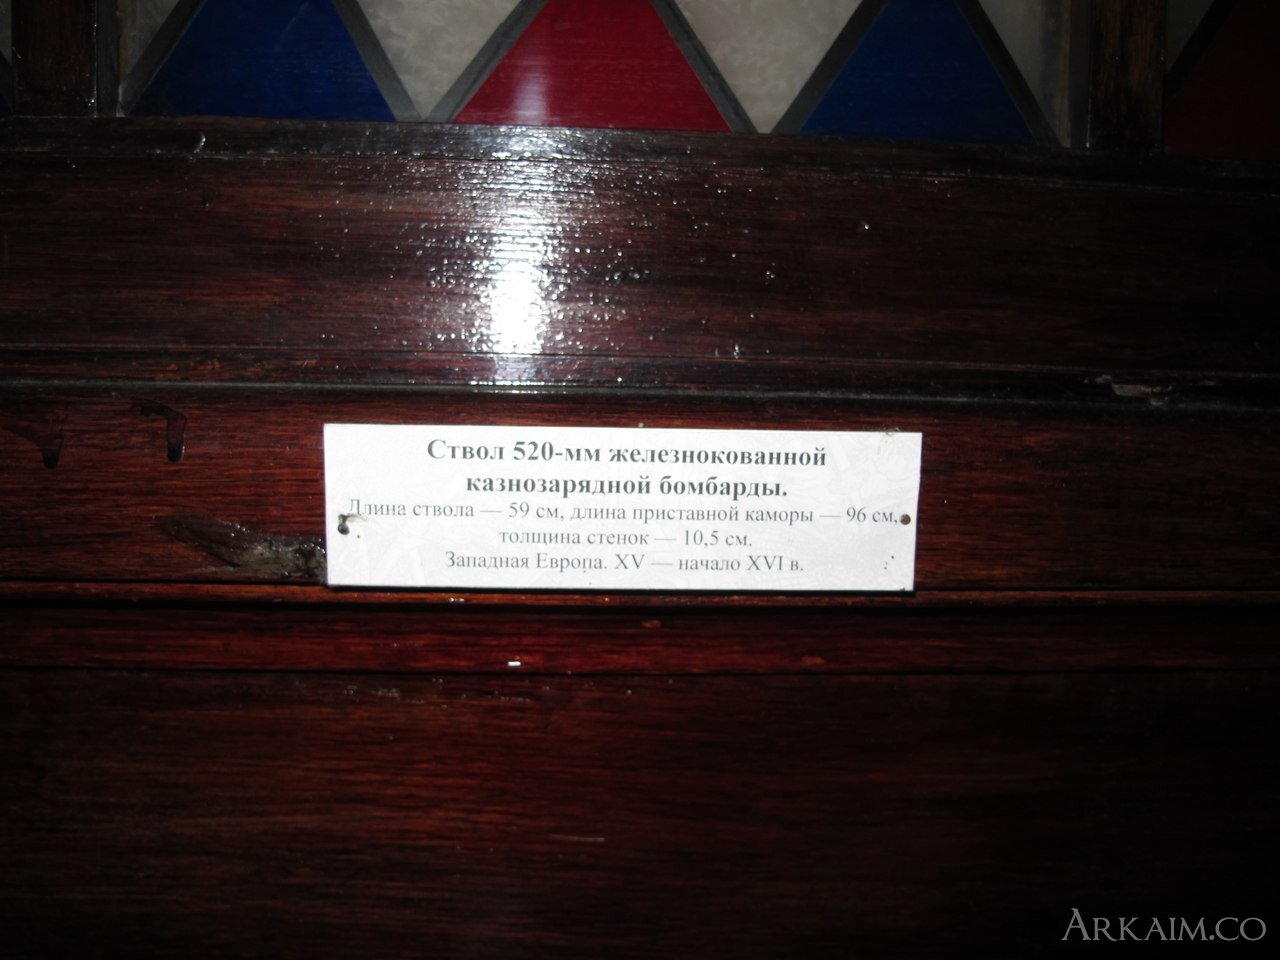 Ствол 520-мм железнокованной
казнозарядной бомбарды.
Длина ствола — 59 см, длина приставной каморы — 96 см,
толщина стенок — 10,5 см.
Западная Европа. XV — начало XVI в.
ARKAIM.CO